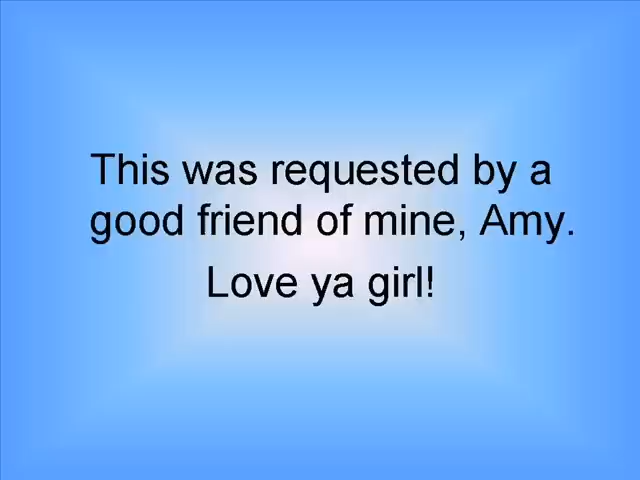 This was requested by a
good friend of mine, Amy.
Love ya girl!